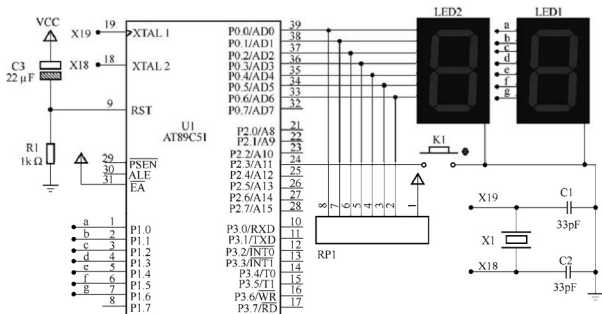 VCC
C3
22 μF
R1
1k Ω
X19
19
XTAL 1
X18
18
XTAL 2
9
RST
U1
AT89C51
29
PSEN
30
ALE
31
EA
a
1
P1.0
b
2
P1.1
c
3
P1.2
d
4
P1.3
e
5
P1.4
f
6
P1.5
g
7
P1.6
8
P1.7
P0.0/AD0
39
P0.1/AD1
38
P0.2/AD2
37
P0.3/AD3
36
P0.4/AD4
35
P0.5/AD5
34
P0.6/AD6
33
P0.7/AD7
32
P2.0/A8
21
P2.1/A9
22
P2.2/A10
23
P2.3/A11
24
P2.4/A12
25
P2.5/A13
26
P2.6/A14
27
P2.7/A15
28
P3.0/RXD
10
P3.1/TXD
11
P3.2/INT0
12
P3.3/INT1
13
P3.4/T0
14
P3.5/T1
15
P3.6/WR
16
P3.7/RD
17
LED2
LED1
a
b
c
d
e
f
g
K1
8
7
6
5
4
3
2
1
RP1
X19
C1
33pF
X1
X18
C2
33pF